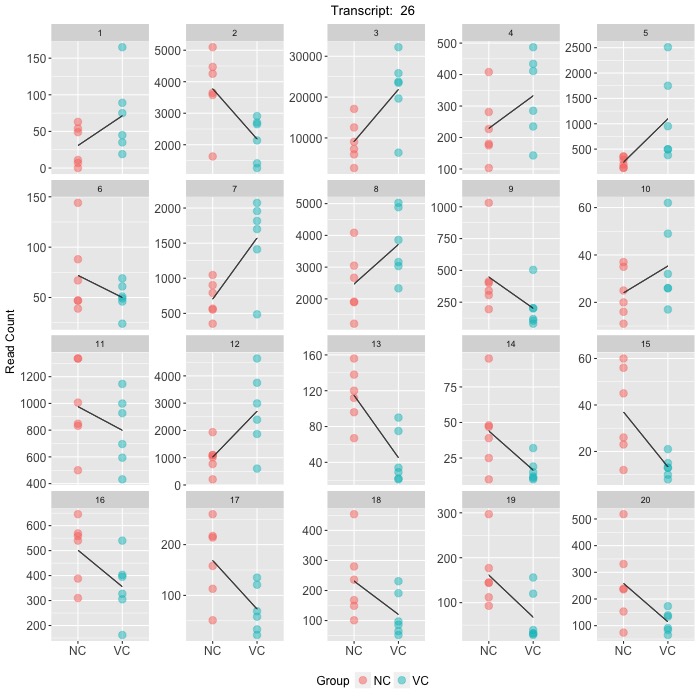 Transcript: 26
1 2 3 4 5
150 100 50 0
5000 4000 3000 2000
30000 20000 10000
500 400 300 200 100
2500 2000 1500 1000 500
6 7 8 9 10
150 100 50
2000 1500 1000 500
5000 4000 3000 2000
1000 750 500 250
60 40 20
Read Count
11 12 13 14 15
1200 1000 800 600 400
4000 3000 2000 1000 0
160 120 80 40
75 50 25
60 40 20
16 17 18 19 20
600 500 400 300 200
200 100
400 300 200 100
300 200 100
500 400 300 200 100
NC VC NC VC NC VC NC VC NC VC
Group NC VC